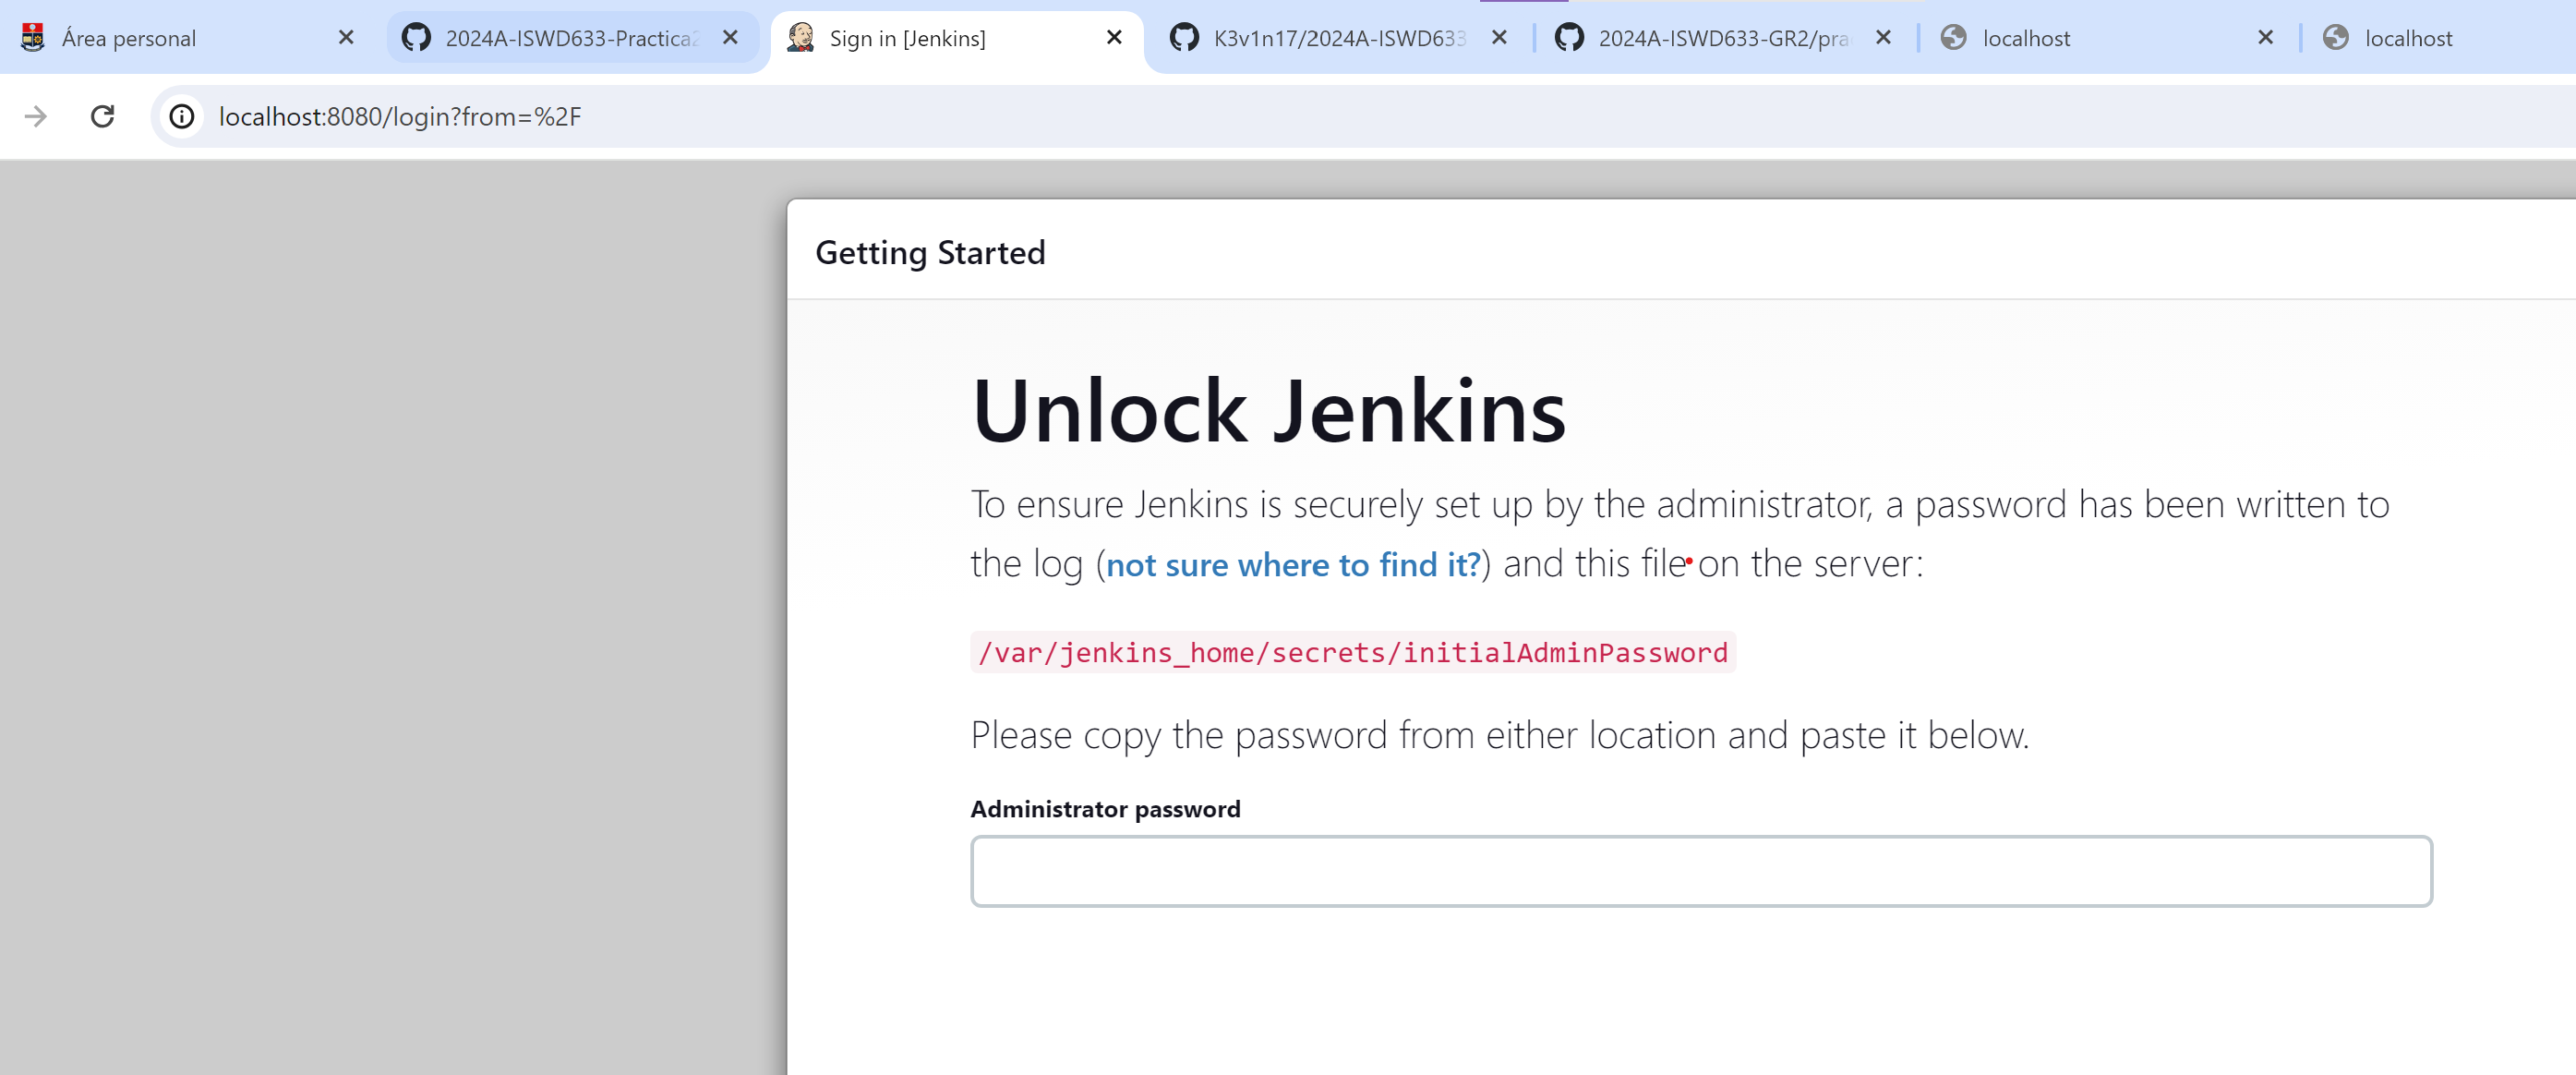 Área personal
2024A-ISWD633-Practica2
Sign in [Jenkins]
K3v1n17/2024A-ISWD633
2024A-ISWD633-GR2/pra
localhost
localhost
localhost:8080/login?from=%2F
Getting Started
Unlock Jenkins
To ensure Jenkins is securely set up by the administrator, a password has been written to
the log (not sure where to find it?) and this file on the server:
/var/jenkins_home/secrets/initialAdminPassword
Please copy the password from either location and paste it below.
Administrator password